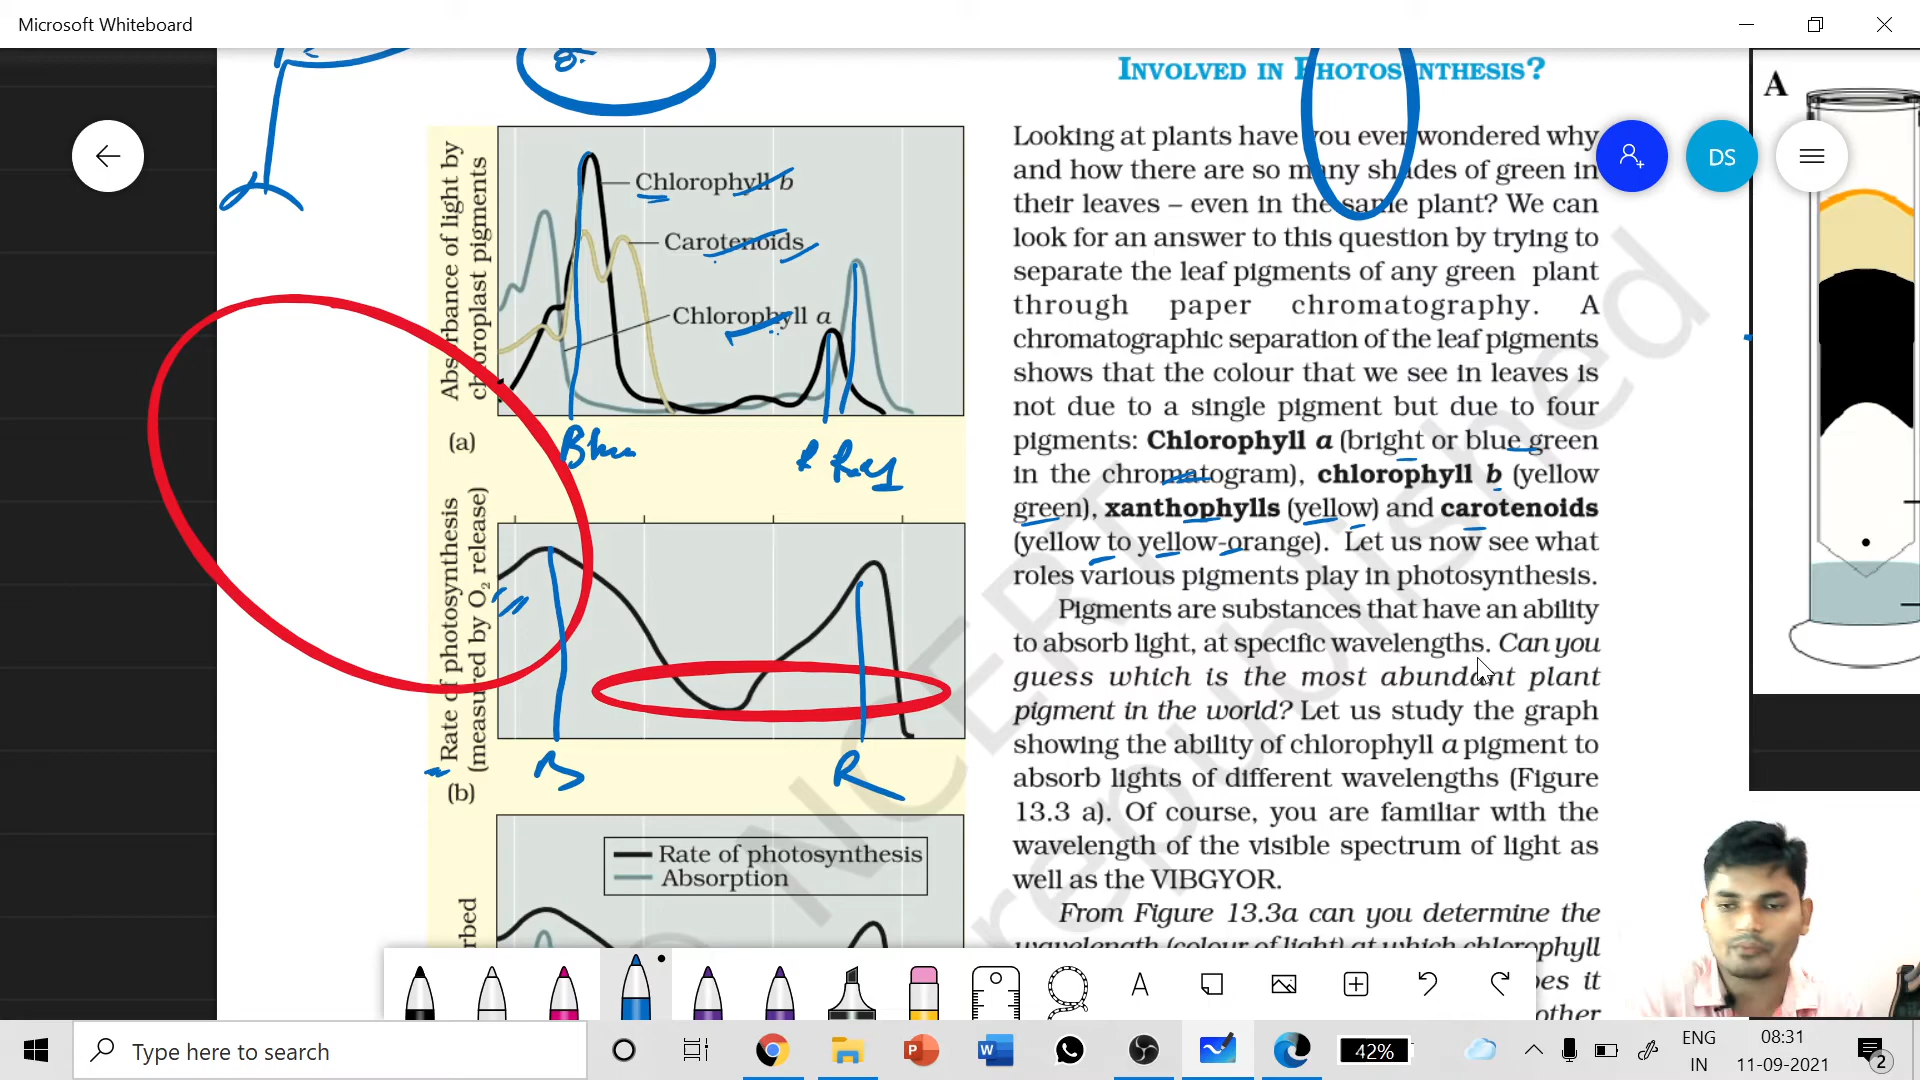 Microsoft Whiteboard
INVOLVED IN PHOTOSYNTHESIS?
A
DS
Absorbance of light by
chloroplast pigments
Chlorophyll b
Carotenoids
Chlorophyll a
(a)
R
Looking at plants have you ever wondered why
and how there are so many shades of green in
their leaves – even in the same plant? We can
look for an answer to this question by trying to
separate the leaf pigments of any green plant
through paper chromatography. A
chromatographic separation of the leaf pigments
shows that the colour that we see in leaves is
not due to a single pigment but due to four
pigments: Chlorophyll a (bright or blue green
in the chromatogram), chlorophyll b (yellow
green), xanthophylls (yellow) and carotenoids
(yellow to yellow-orange). Let us now see what
roles various pigments play in photosynthesis.
Pigments are substances that have an ability
to absorb light, at specific wavelengths. Can you
guess which is the most abundant plant
pigment in the world? Let us study the graph
showing the ability of chlorophyll a pigment to
absorb lights of different wavelengths (Figure
13.3 a). Of course, you are familiar with the
wavelength of the visible spectrum of light as
well as the VIBGYOR.
From Figure 13.3a can you determine the
wavelength (colour of light) at which chlorophyll
other
Rate of photosynthesis
(measured by O2 release)
B
R
(b)
Rate of photosynthesis
Absorption
NCERT
republished
A
Type here to search
42%
ENG
IN
08:31
11-09-2021
2